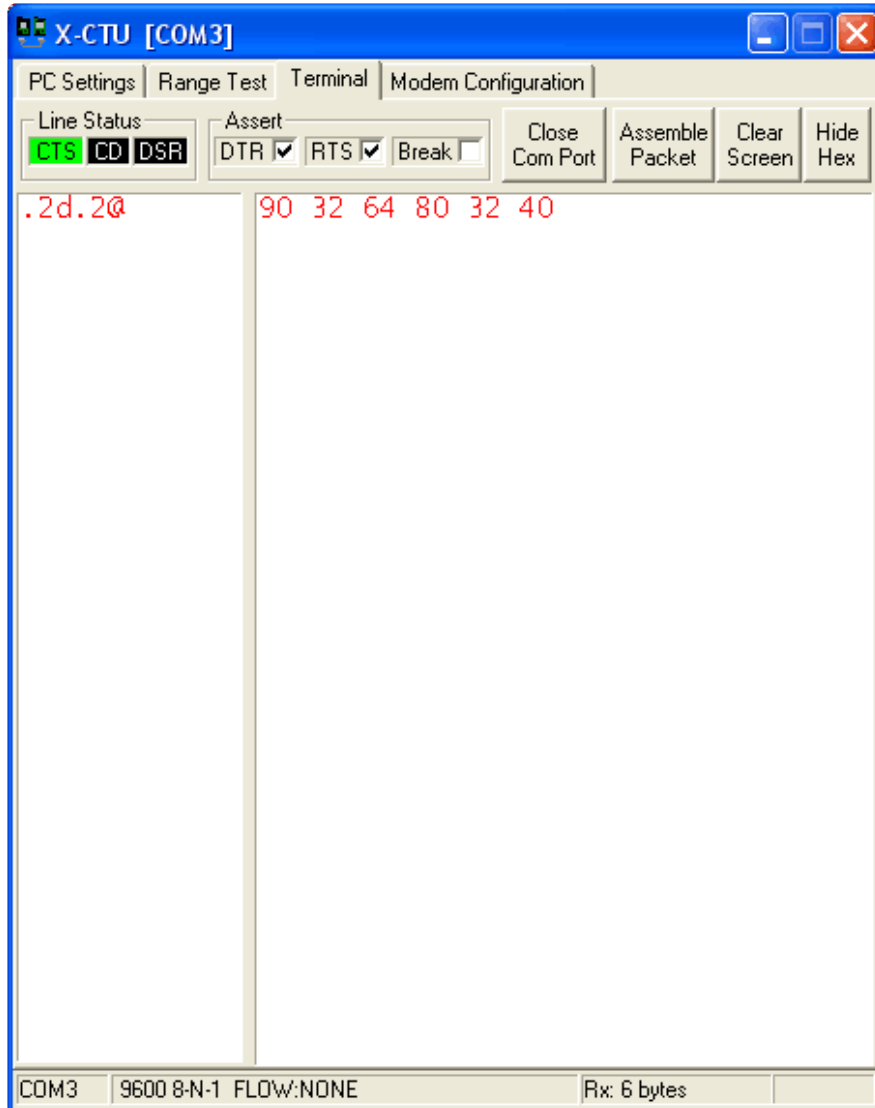 X-CTU [COM3]
PC Settings Range Test Terminal Modem Configuration
Line Status Assert
CTS CD DSR DTR RTS Break
Close Com Port
Assemble Packet
Clear Screen
Hide Hex
.2d.2@ 90 32 64 80 32 40
COM3 9600 8-N-1 FLOW:NONE Rx: 6 bytes